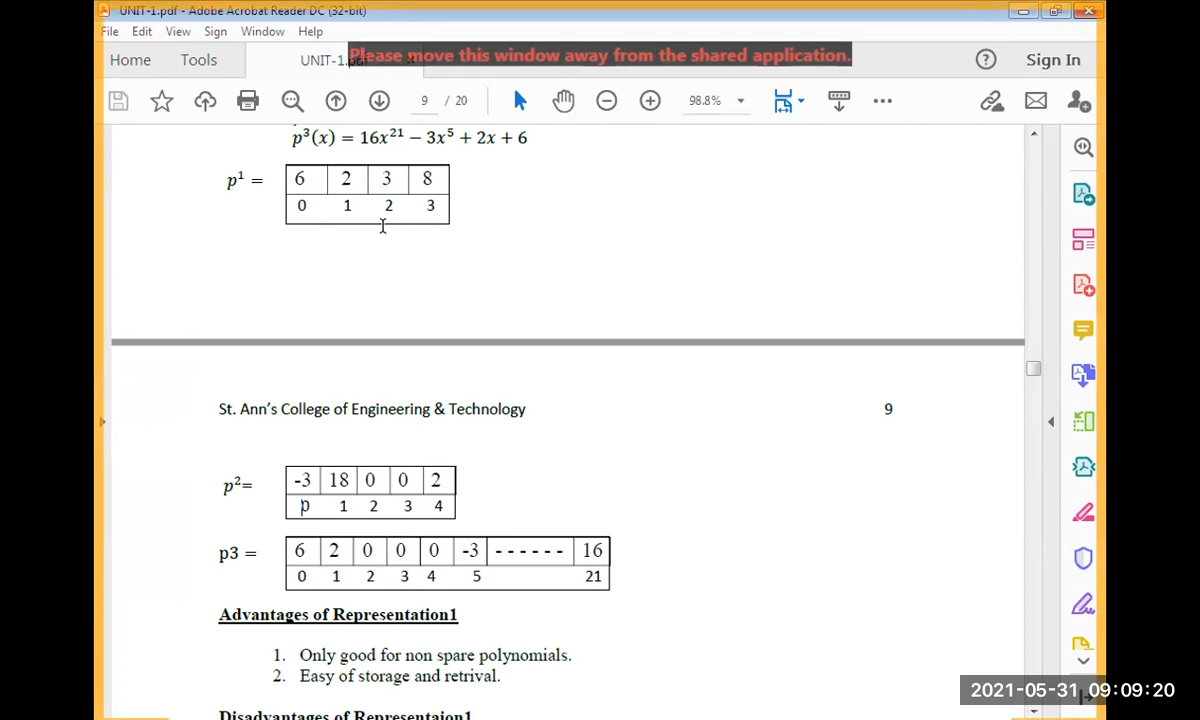 UNIT-1.pdf - Adobe Acrobat Reader DC (32-bit)
File Edit View Sign Window Help
Please move this window away from the shared application.
Home Tools UNIT-1.pdf Sign In
9 / 20 98.8%
p³(x) = 16x²¹ − 3x⁵ + 2x + 6
p¹ = 6 2 3 8
0 1 2 3
St. Ann's College of Engineering & Technology 9
p²= -3 18 0 0 2
1 2 3 4
p3 = 6 2 0 0 0 -3 - - - - - - 16
0 1 2 3 4 5 21
Advantages of Representation1
1. Only good for non spare polynomials.
2. Easy of storage and retrival.
Disadvantages of Representaion1
2021-05-31 09:09:20